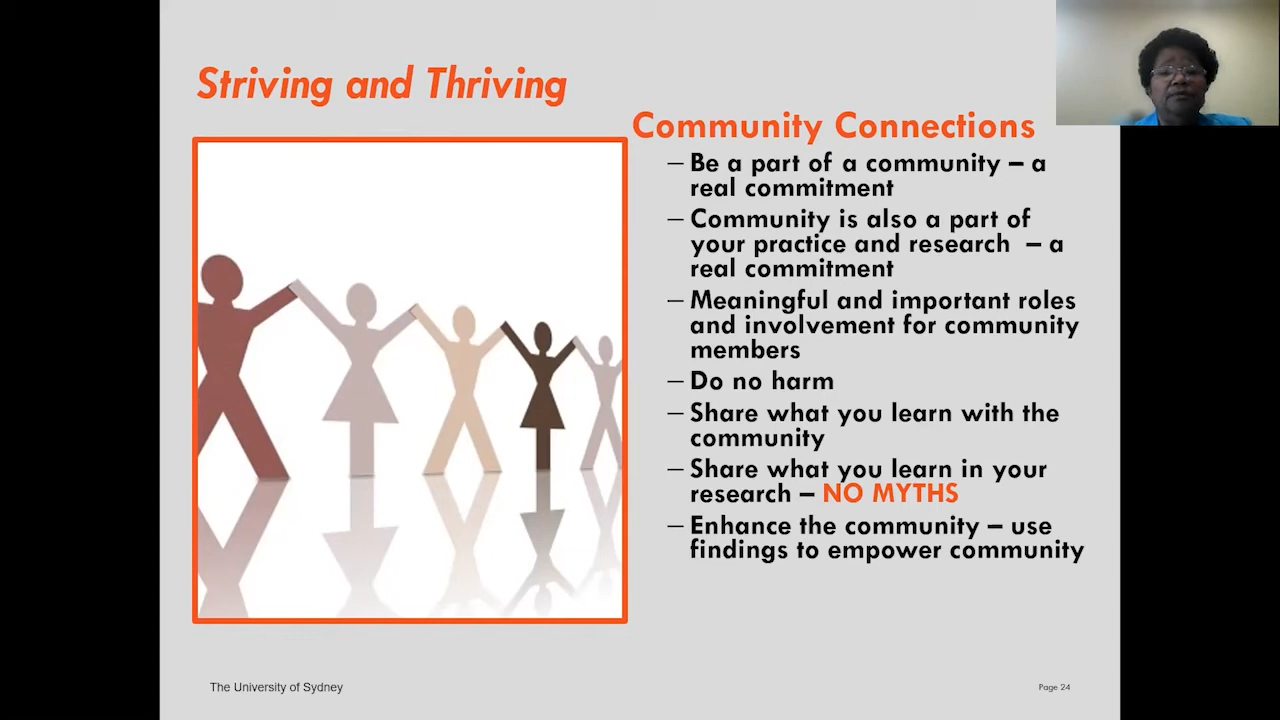 Striving and Thriving
Community Connections
– Be a part of a community – a
real commitment
– Community is also a part of
your practice and research – a
real commitment
– Meaningful and important roles
and involvement for community
members
– Do no harm
– Share what you learn with the
community
– Share what you learn in your
research – NO MYTHS
– Enhance the community – use
findings to empower community
The University of Sydney
Page 24